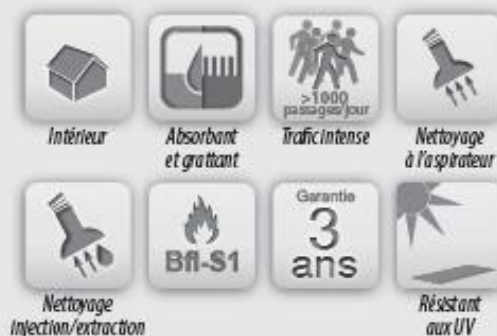 >1000
passages/jour
Intérieur
Absorbant
et grattant
Trafic intense
Nettoyage
à l'aspirateur
Bfl-S1
Garantie
3
ans
Nettoyage
injection/extraction
Résistant
aux UV